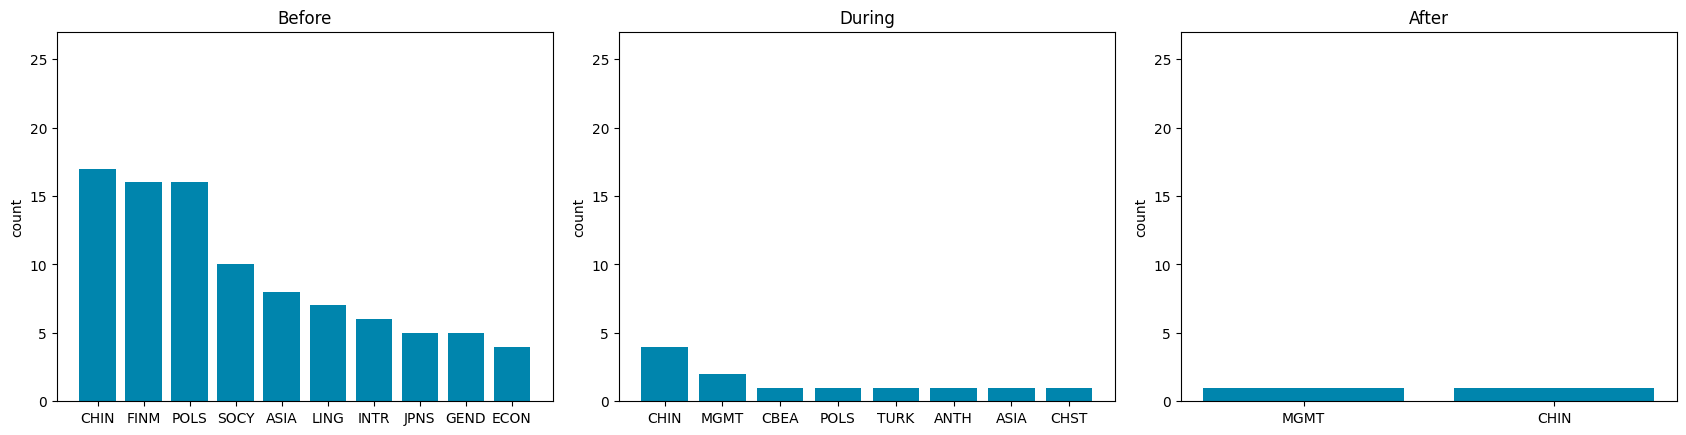 Before
25
20
15
10
5
0
count
CHIN FINM POLS SOCY ASIA LING INTR JPNS GEND ECON
During
25
20
15
10
5
0
count
CHIN MGMT CBEA POLS TURK ANTH ASIA CHST
After
25
20
15
10
5
0
count
MGMT CHIN